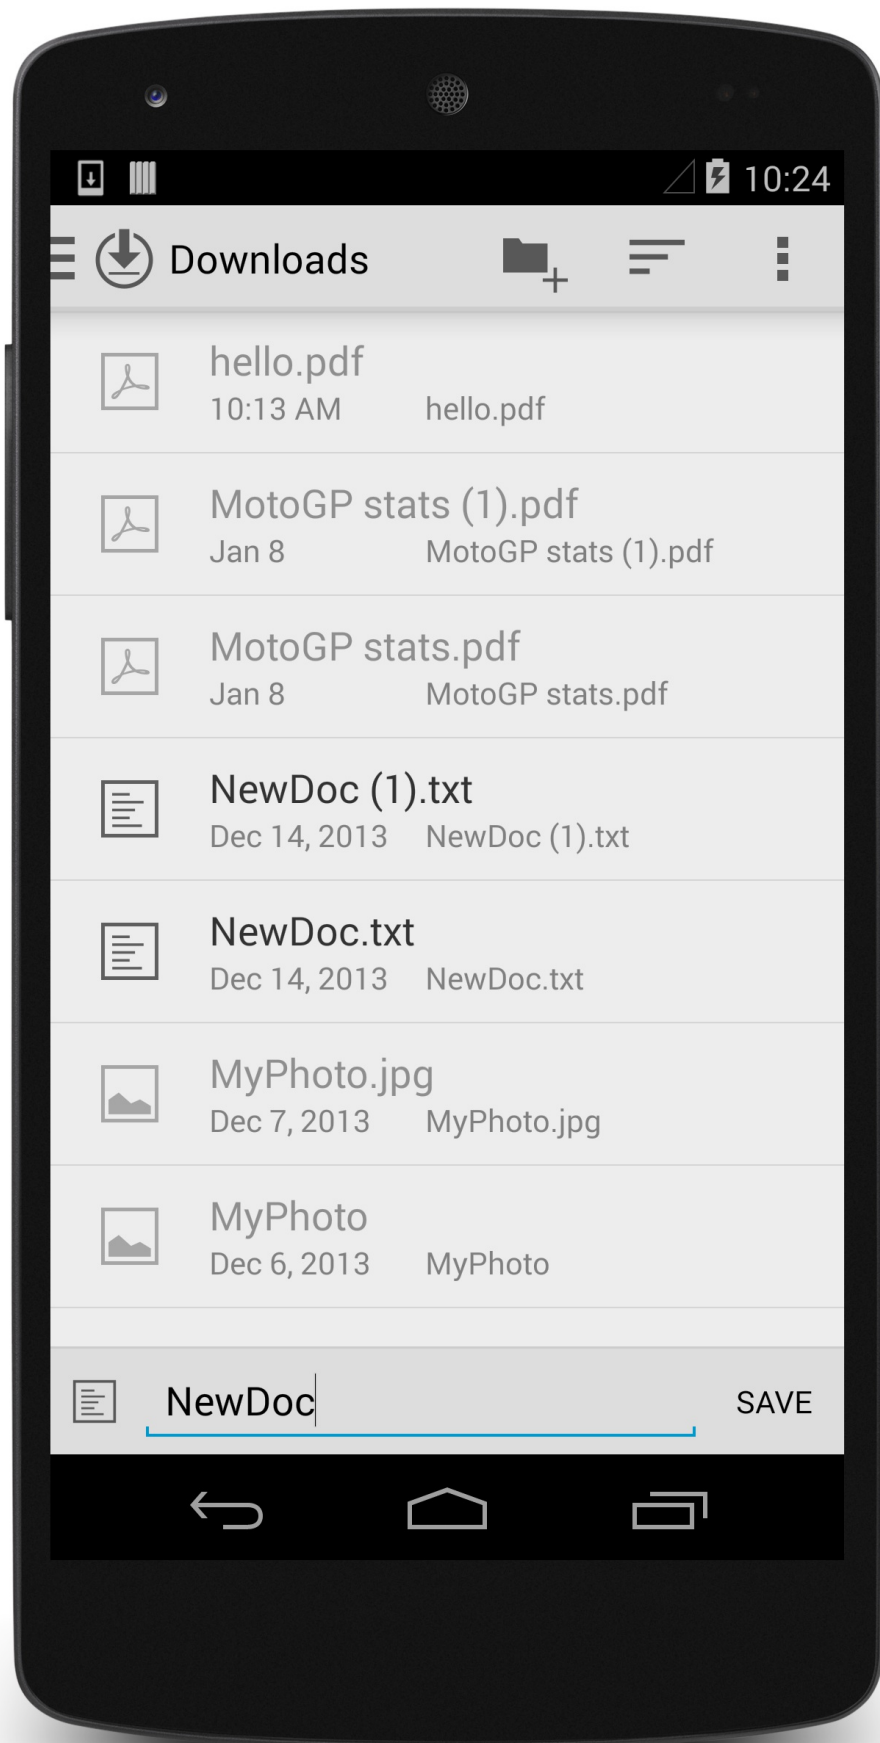 10:24
Downloads
hello.pdf
10:13 AM hello.pdf
MotoGP stats (1).pdf
Jan 8 MotoGP stats (1).pdf
MotoGP stats.pdf
Jan 8 MotoGP stats.pdf
NewDoc (1).txt
Dec 14, 2013 NewDoc (1).txt
NewDoc.txt
Dec 14, 2013 NewDoc.txt
MyPhoto.jpg
Dec 7, 2013 MyPhoto.jpg
MyPhoto
Dec 6, 2013 MyPhoto
NewDoc SAVE